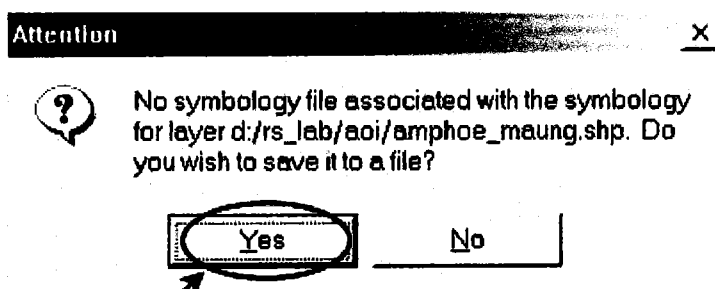 Attention
No symbology file associated with the symbology
for layer d:/rs_lab/aoi/amphoe_maung.shp. Do
you wish to save it to a file?
Yes No